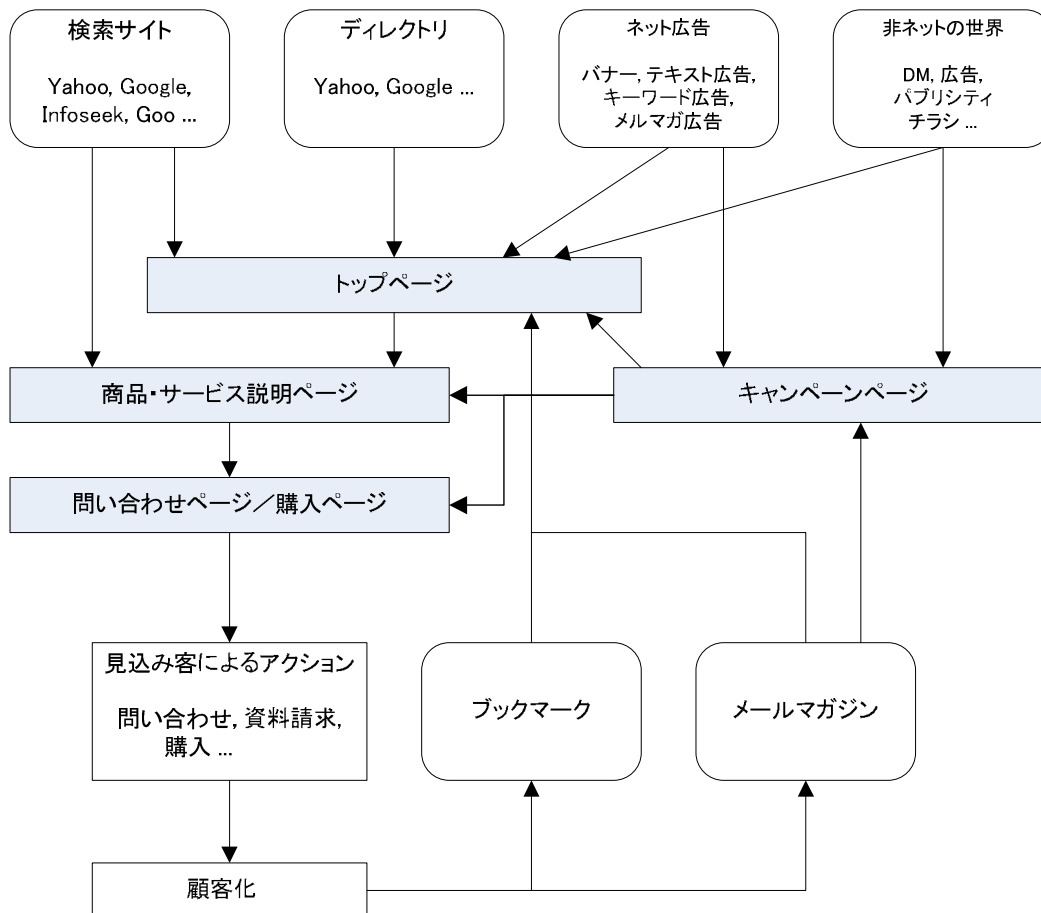 検索サイト
Yahoo, Google,
Infoseek, Goo ...
ディレクトリ
Yahoo, Google ...
ネット広告
バナー, テキスト広告,
キーワード広告,
メルマガ広告
非ネットの世界
DM, 広告,
パブリシティ
チラシ ...
トップページ
商品・サービス説明ページ
キャンペーンページ
問い合わせページ／購入ページ
見込み客によるアクション
問い合わせ, 資料請求,
購入 ...
ブックマーク
メールマガジン
顧客化